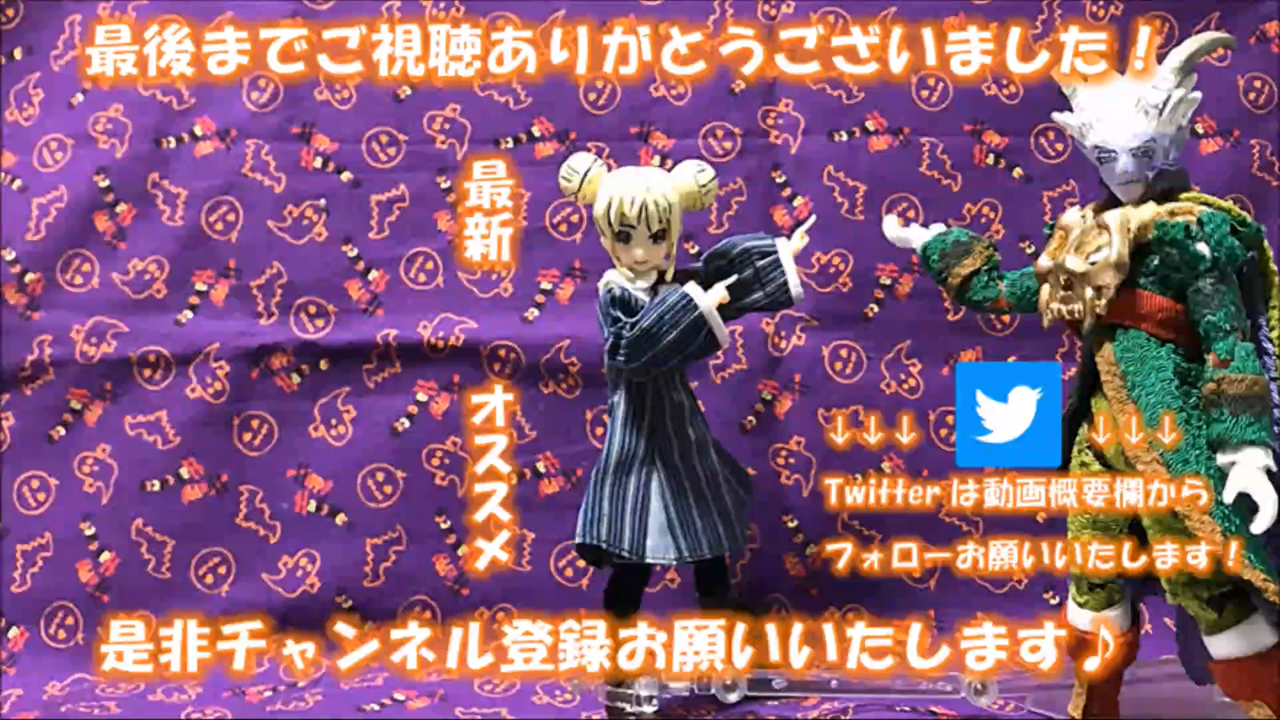 最後までご視聴ありがとうございました！
最新
オススメ
↓↓↓ ↓↓↓
Twitterは動画概要欄から
フォローお願いいたします！
是非チャンネル登録お願いいたします♪